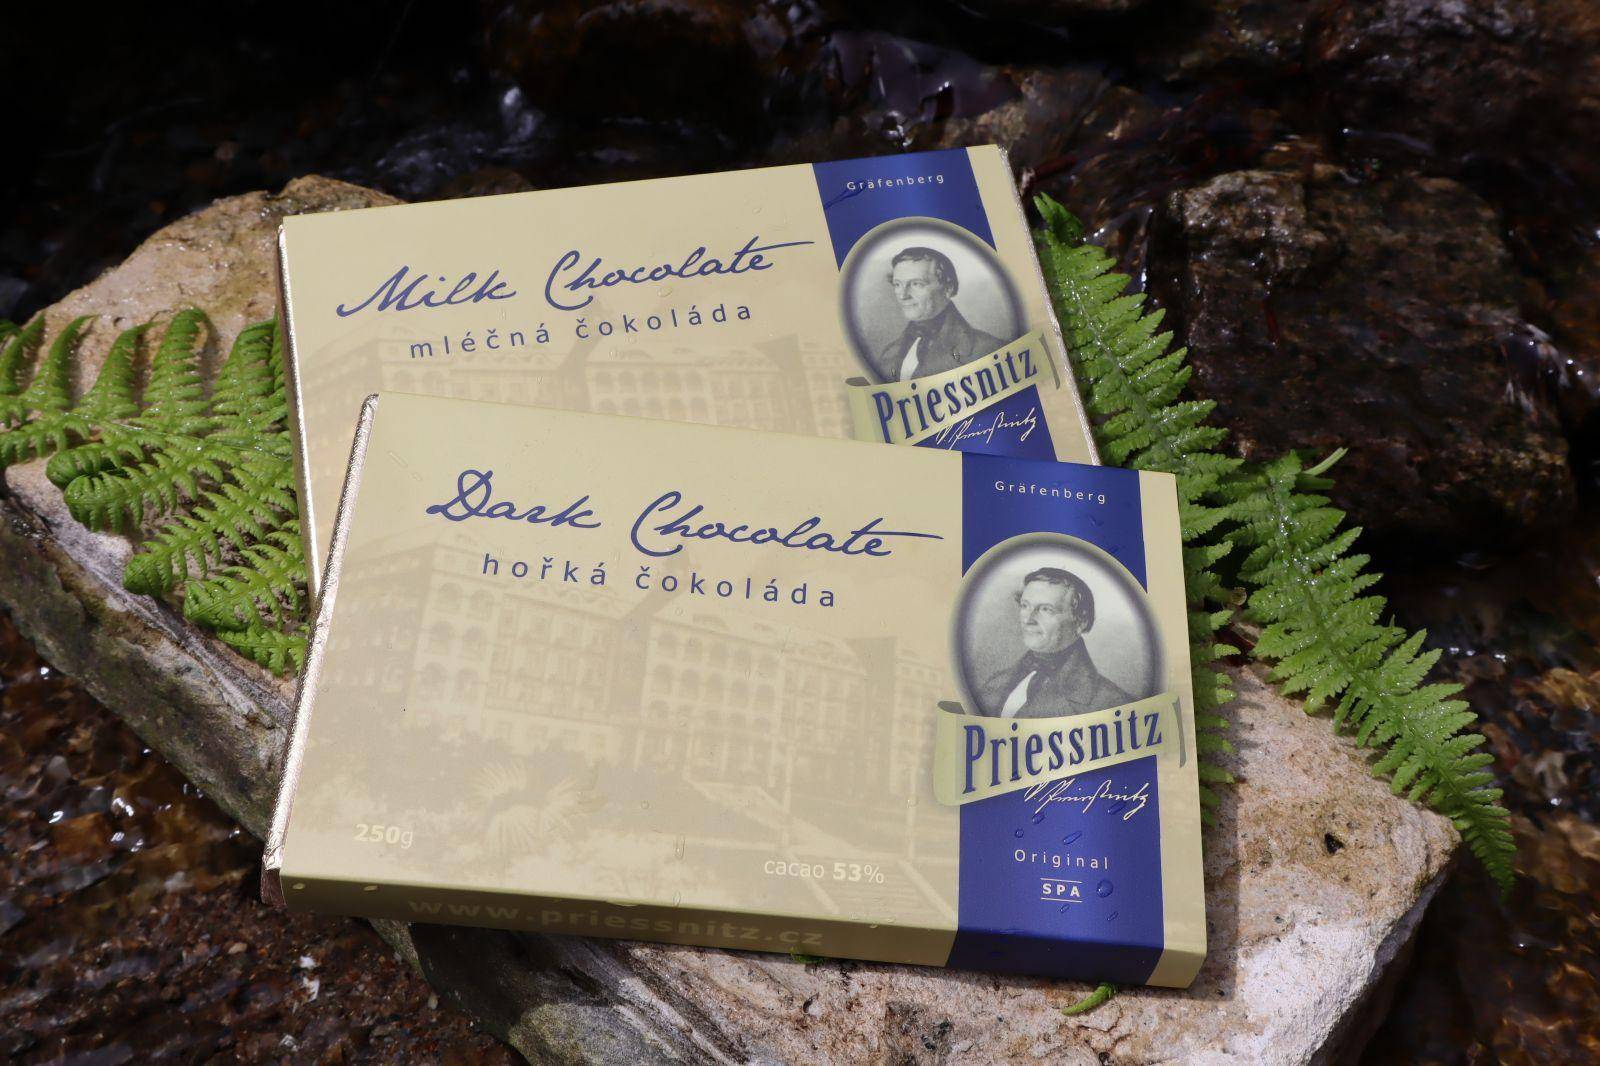 Gräfenberg
Milk Chocolate
mléčná čokoláda
Priessnitz
Gräfenberg
Dark Chocolate
hořká čokoláda
Priessnitz
V. Prießnitz
Original
SPA
250g
cacao 53%
www.priessnitz.cz